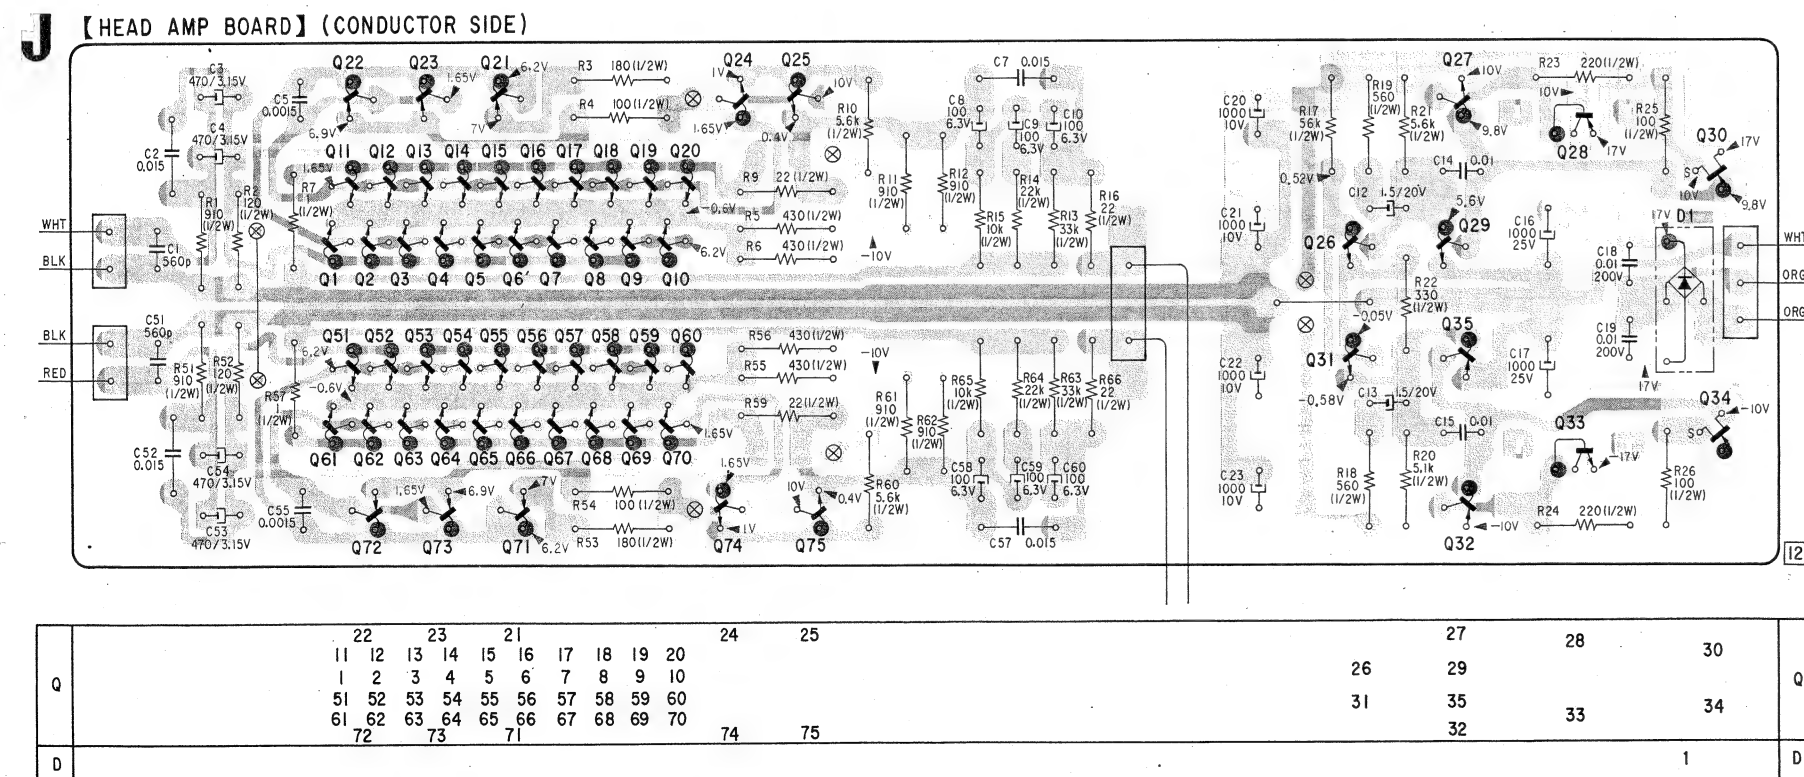 J 【HEAD AMP BOARD】(CONDUCTOR SIDE)
Q22 Q23 Q21 6.2V R3 180(1/2W) Q24 Q25 C7 0.015 Q27 10V R23 220(1/2W)
C3 470/3.15V C5 0.0015 1.65V 1V 10V
R4 100(1/2W) R10 5.6k (1/2W) C8 100 6.3V C9 100 6.3V C10 100 6.3V
C20 1000 10V R17 56k (1/2W) R19 560 (1/2W) R21 5.6k (1/2W) 10V R25 100 (1/2W)
C4 470/3.15V 6.9V 7V 1.65V 0.4V 9.8V Q28 17V Q30 17V
C2 0.015 C14 0.01
Q11 Q12 Q13 Q14 Q15 Q16 Q17 Q18 Q19 Q20
1.65V R7 1 (1/2W) R9 22(1/2W) R11 910 (1/2W) R12 910 (1/2W) R14 22k (1/2W) R16 22 (1/2W) 0.52V C12 1.5/20V S 10V 9.8V
R1 910 (1/2W) R2 120 (1/2W) -0.6V R5 430(1/2W) R15 10k (1/2W) R13 33k (1/2W) C21 1000 10V 5.6V Q29 C16 1000 25V 17V D1
WHT C1 560p 6.2V R6 430(1/2W) -10V Q26 C18 0.01 200V WHT
BLK Q1 Q2 Q3 Q4 Q5 Q6 Q7 Q8 Q9 Q10 R22 330 (1/2W) ORG
C51 560p -0.05V ORG
BLK Q51 Q52 Q53 Q54 Q55 Q56 Q57 Q58 Q59 Q60 R56 430(1/2W) -10V Q35 C19 0.01 200V
6.2V R55 430(1/2W) Q31 C17 1000 25V
RED R51 910 (1/2W) R52 120 (1/2W) R57 1 (1/2W) -0.6V R65 10k (1/2W) R64 22k (1/2W) R63 33k (1/2W) R66 22 (1/2W) C22 1000 10V 17V
R59 22(1/2W) R61 910 (1/2W) R62 910 (1/2W) -0.58V C13 1.5/20V Q34 -10V
1.65V C15 0.01 Q33 S
C52 0.015 Q61 Q62 Q63 Q64 Q65 Q66 Q67 Q68 Q69 Q70
C54 470/3.15V 1.65V C58 100 6.3V C59 100 6.3V C60 100 6.3V C23 1000 10V R18 560 (1/2W) R20 5.1k (1/2W) -17V R26 100 (1/2W)
C55 0.0015 1.65V 6.9V 7V R54 100(1/2W) 10V 0.4V R60 5.6k (1/2W)
C53 470/3.15V R53 180(1/2W) 1V C57 0.015 -10V R24 220(1/2W)
Q72 Q73 Q71 6.2V Q74 Q75 Q32 12
22 23 21 24 25 27 28 30
11 12 13 14 15 16 17 18 19 20
Q 1 2 3 4 5 6 7 8 9 10 26 29 Q
51 52 53 54 55 56 57 58 59 60 31 35 34
61 62 63 64 65 66 67 68 69 70 33
72 73 71 74 75 32
D 1 D